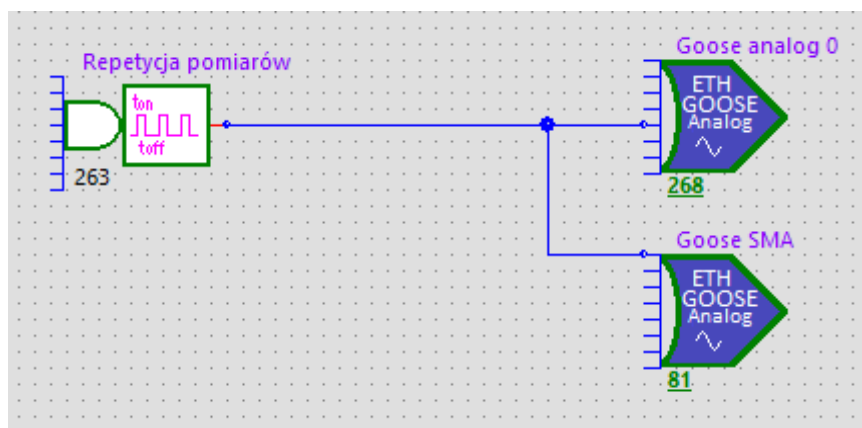 Repetycja pomiarów
ton
toff
263
Goose analog 0
ETH
GOOSE
Analog
268
Goose SMA
ETH
GOOSE
Analog
81